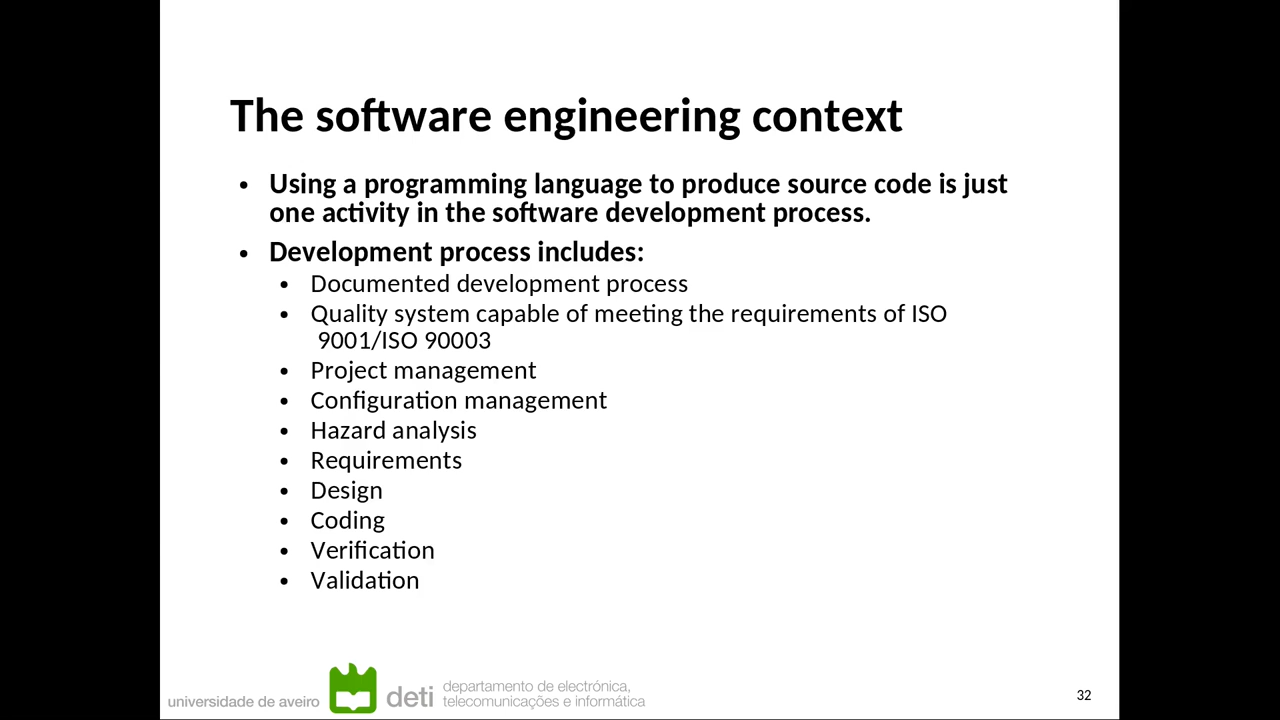 The software engineering context
• Using a programming language to produce source code is just
one activity in the software development process.
• Development process includes:
• Documented development process
• Quality system capable of meeting the requirements of ISO
9001/ISO 90003
• Project management
• Configuration management
• Hazard analysis
• Requirements
• Design
• Coding
• Verification
• Validation
universidade de aveiro
deti
departamento de electrónica,
telecomunicações e informática
32